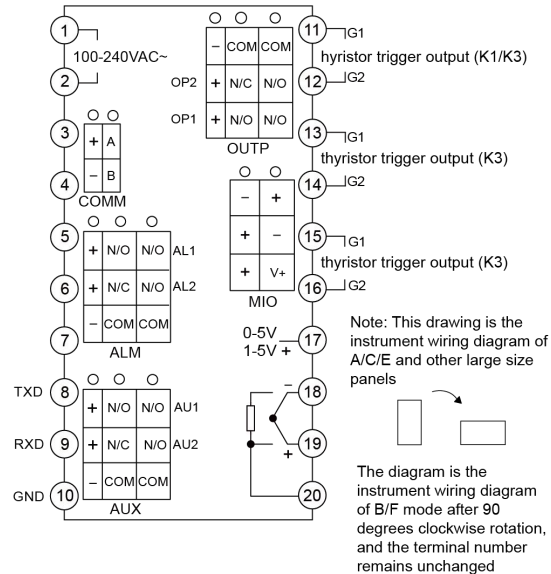 1
100-240VAC~
2
3
+ A
− B
4
COMM
− COM COM
OP2 + N/C N/O
OP1 + N/O N/O
OUTP
11 G1
hyristor trigger output (K1/K3)
12 G2
13 G1
thyristor trigger output (K3)
14 G2
− +
+ −
+ V+
MIO
15 G1
thyristor trigger output (K3)
16 G2
5
+ N/O N/O AL1
6
+ N/C N/O AL2
− COM COM
7
ALM
0-5V
1-5V +
17
TXD 8
+ N/O N/O AU1
RXD 9
+ N/C N/O AU2
− COM COM
GND 10
AUX
− 18
+ 19
20
Note: This drawing is the
instrument wiring diagram of
A/C/E and other large size
panels
The diagram is the
instrument wiring diagram
of B/F mode after 90
degrees clockwise rotation,
and the terminal number
remains unchanged